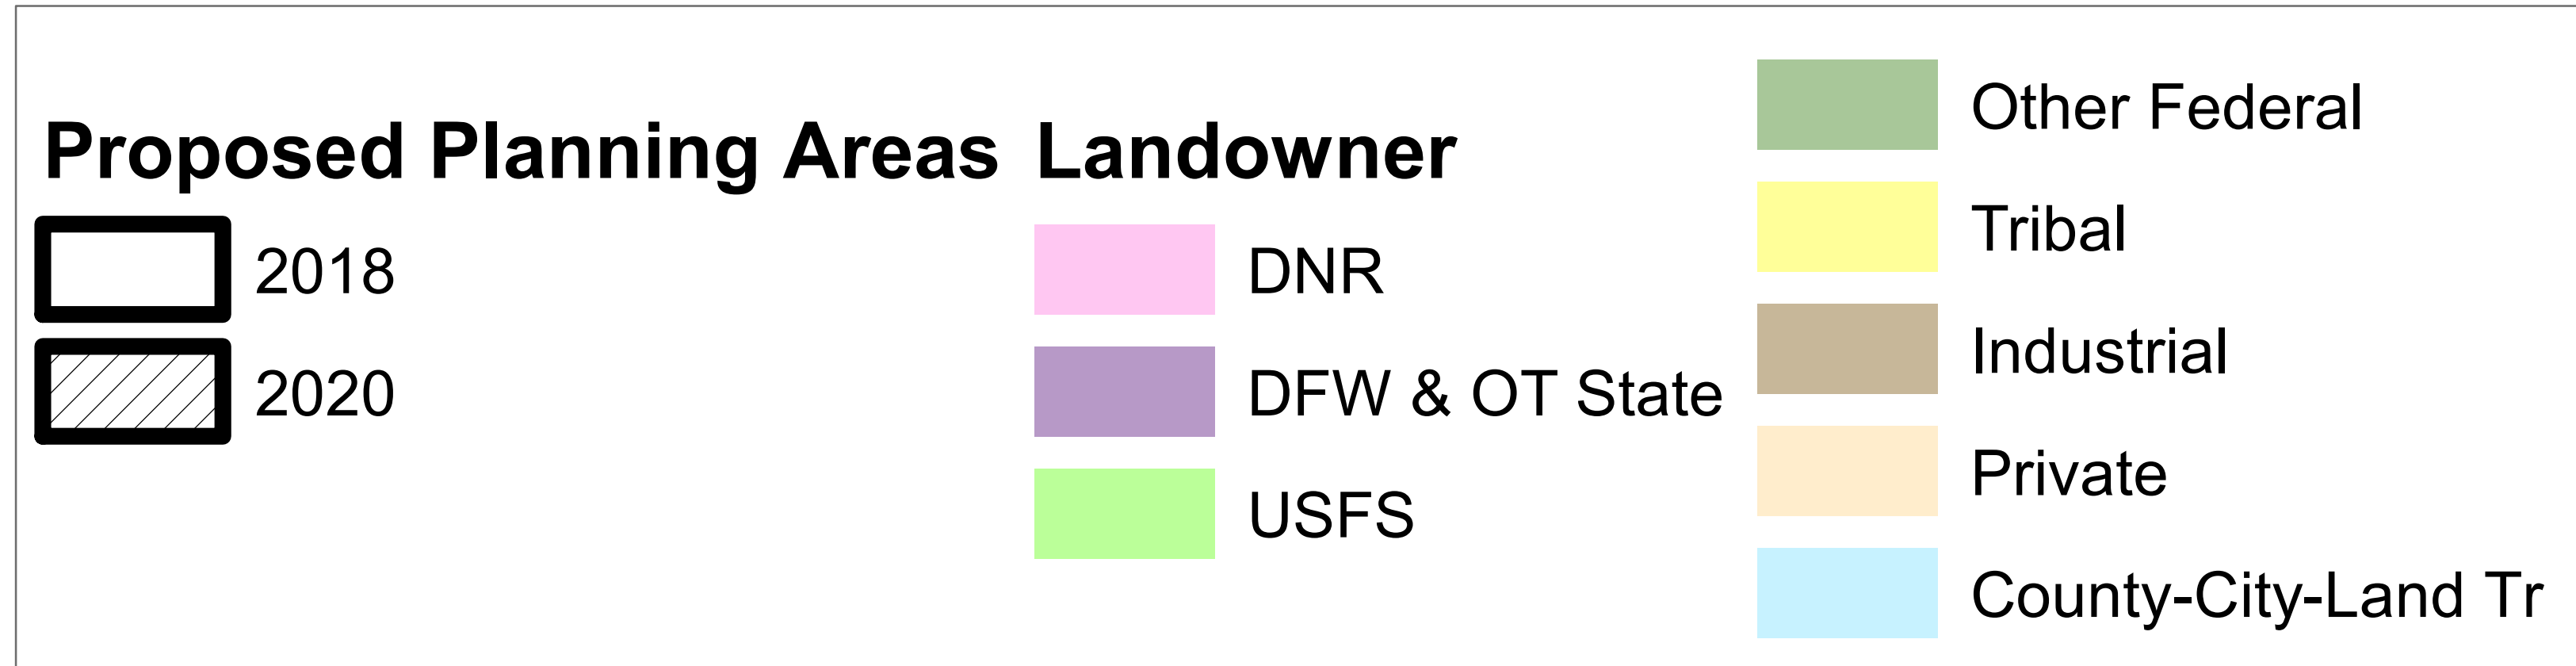 Proposed Planning Areas
2018
2020
Landowner
DNR
DFW & OT State
USFS
Other Federal
Tribal
Industrial
Private
County-City-Land Tr